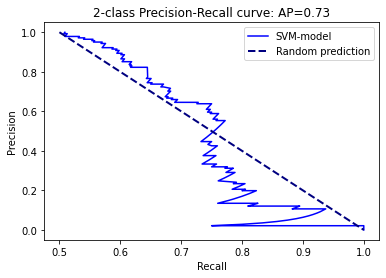 2-class Precision-Recall curve: AP=0.73
SVM-model
Random prediction
Precision
1.0
0.8
0.6
0.4
0.2
0.0
0.5 0.6 0.7 0.8 0.9 1.0
Recall